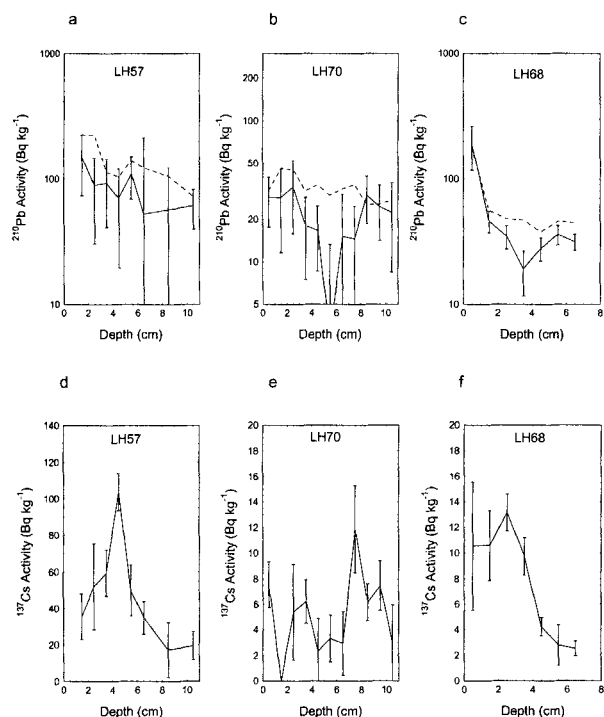 a
b
c
LH57
LH70
LH68
²¹⁰Pb Activity (Bq kg⁻¹)
1000
100
10
0 2 4 6 8 10
Depth (cm)
²¹⁰Pb Activity (Bq kg⁻¹)
300
200
100
50
30
20
10
5
0 2 4 6 8 10
Depth (cm)
²¹⁰Pb Activity (Bq kg⁻¹)
1000
100
10
0 2 4 6 8
Depth (cm)
d
e
f
LH57
LH70
LH68
¹³⁷Cs Activity (Bq kg⁻¹)
140
120
100
80
60
40
20
0
0 2 4 6 8 10
Depth (cm)
¹³⁷Cs Activity (Bq kg⁻¹)
20
18
16
14
12
10
8
6
4
2
0
0 2 4 6 8 10
Depth (cm)
¹³⁷Cs Activity (Bq kg⁻¹)
20
18
16
14
12
10
8
6
4
2
0
0 2 4 6 8
Depth (cm)